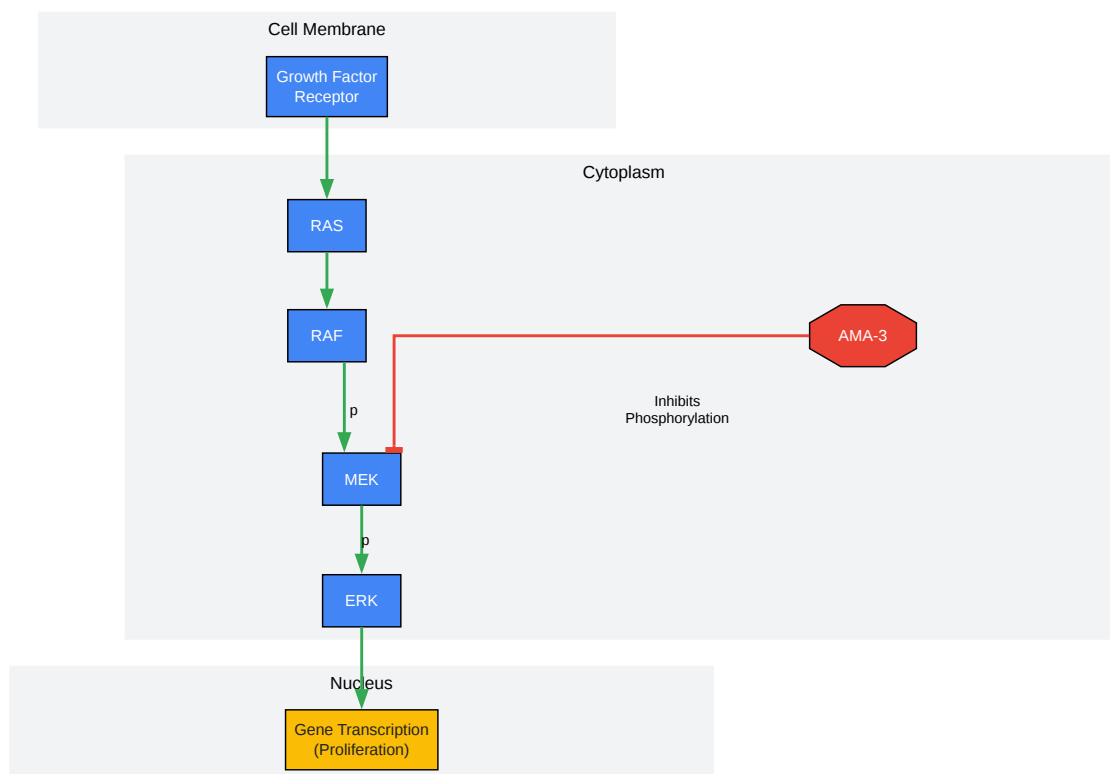 Cell Membrane
Growth Factor
Receptor
Cytoplasm
RAS
RAF
AMA-3
p
Inhibits
Phosphorylation
MEK
p
ERK
Nucleus
Gene Transcription
(Proliferation)